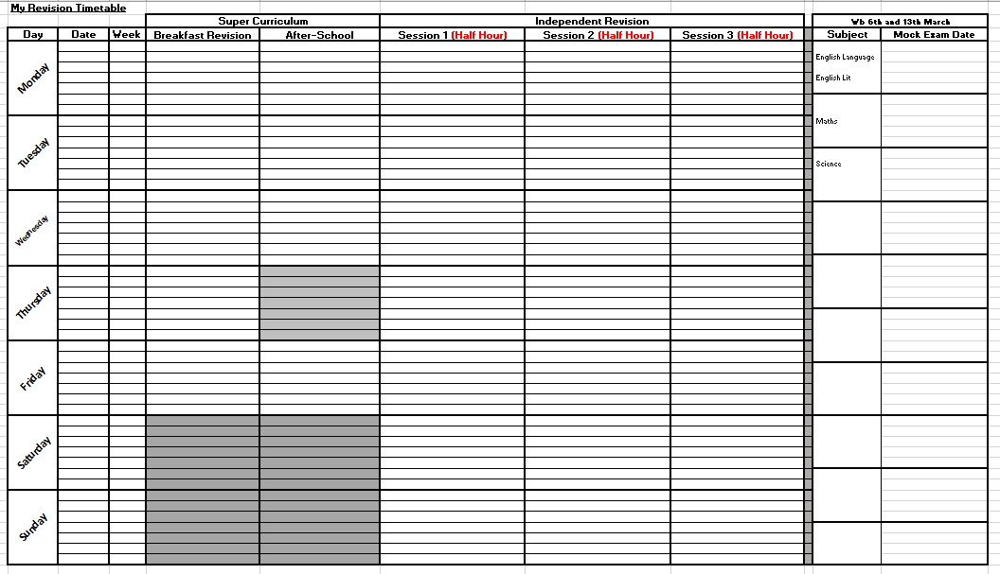 My Revision Timetable
Super Curriculum Independent Revision Wb 6th and 13th March
Day Date Week Breakfast Revision After-School Session 1 (Half Hour) Session 2 (Half Hour) Session 3 (Half Hour) Subject Mock Exam Date
Monday
English Language
English Lit
Maths
Tuesday
Science
Wednesday
Thursday
Friday
Saturday
Sunday